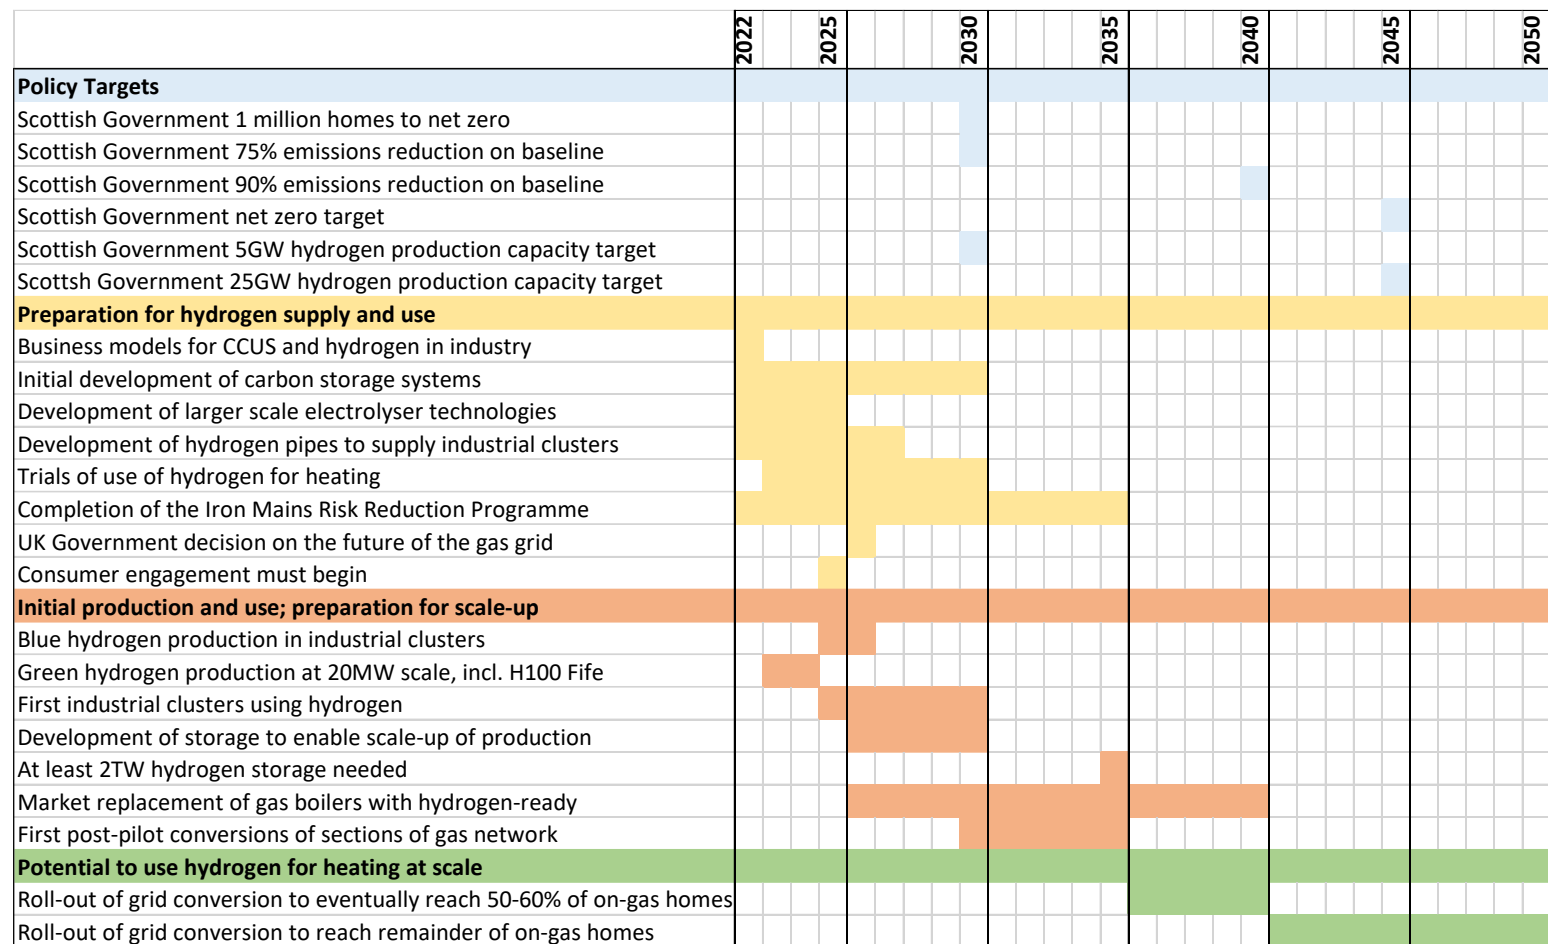 2022 2025 2030 2035 2040 2045 2050
Policy Targets
Scottish Government 1 million homes to net zero
Scottish Government 75% emissions reduction on baseline
Scottish Government 90% emissions reduction on baseline
Scottish Government net zero target
Scottish Government 5GW hydrogen production capacity target
Scottsh Government 25GW hydrogen production capacity target
Preparation for hydrogen supply and use
Business models for CCUS and hydrogen in industry
Initial development of carbon storage systems
Development of larger scale electrolyser technologies
Development of hydrogen pipes to supply industrial clusters
Trials of use of hydrogen for heating
Completion of the Iron Mains Risk Reduction Programme
UK Government decision on the future of the gas grid
Consumer engagement must begin
Initial production and use; preparation for scale-up
Blue hydrogen production in industrial clusters
Green hydrogen production at 20MW scale, incl. H100 Fife
First industrial clusters using hydrogen
Development of storage to enable scale-up of production
At least 2TW hydrogen storage needed
Market replacement of gas boilers with hydrogen-ready
First post-pilot conversions of sections of gas network
Potential to use hydrogen for heating at scale
Roll-out of grid conversion to eventually reach 50-60% of on-gas homes
Roll-out of grid conversion to reach remainder of on-gas homes